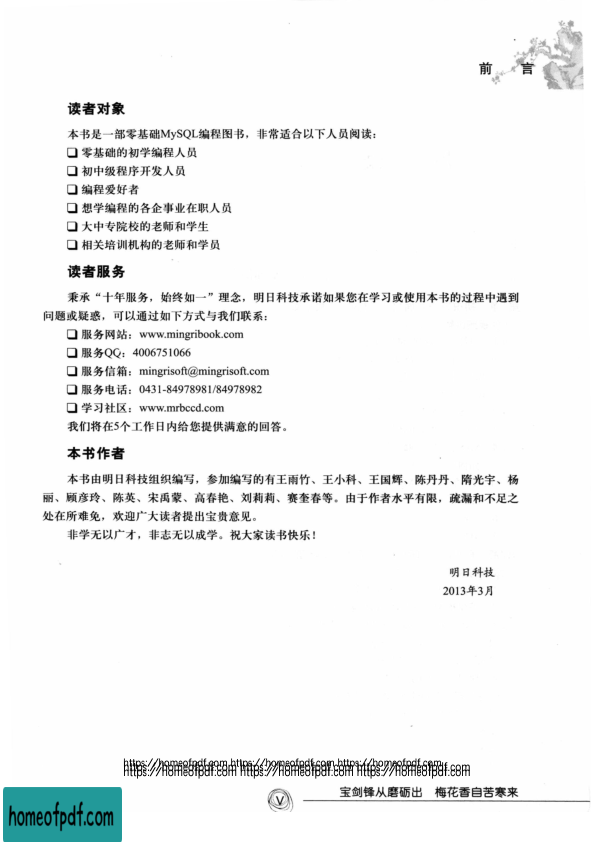 前 言
读者对象
本书是一部零基础MySQL编程图书，非常适合以下人员阅读：
❑ 零基础的初学编程人员
❑ 初中级程序开发人员
❑ 编程爱好者
❑ 想学编程的各企事业在职人员
❑ 大中专院校的老师和学生
❑ 相关培训机构的老师和学员
读者服务
秉承“十年服务，始终如一”理念，明日科技承诺如果您在学习或使用本书的过程中遇到
问题或疑惑，可以通过如下方式与我们联系：
❑ 服务网站：www.mingribook.com
❑ 服务QQ：4006751066
❑ 服务信箱：mingrisoft@mingrisoft.com
❑ 服务电话：0431-84978981/84978982
❑ 学习社区：www.mrbccd.com
我们将在5个工作日内给您提供满意的回答。
本书作者
本书由明日科技组织编写，参加编写的有王雨竹、王小科、王国辉、陈丹丹、隋光宇、杨
丽、顾彦玲、陈英、宋禹蒙、高春艳、刘莉莉、赛奎春等。由于作者水平有限，疏漏和不足之
处在所难免，欢迎广大读者提出宝贵意见。
非学无以广才，非志无以成学。祝大家读书快乐！
明日科技
2013年3月
https://homeofpdf.com https://homeofpdf.com https://homeofpdf.com
https://homeofpdf.com https://homeofpdf.com https://homeofpdf.com
V
宝剑锋从磨砺出 梅花香自苦寒来
homeofpdf.com